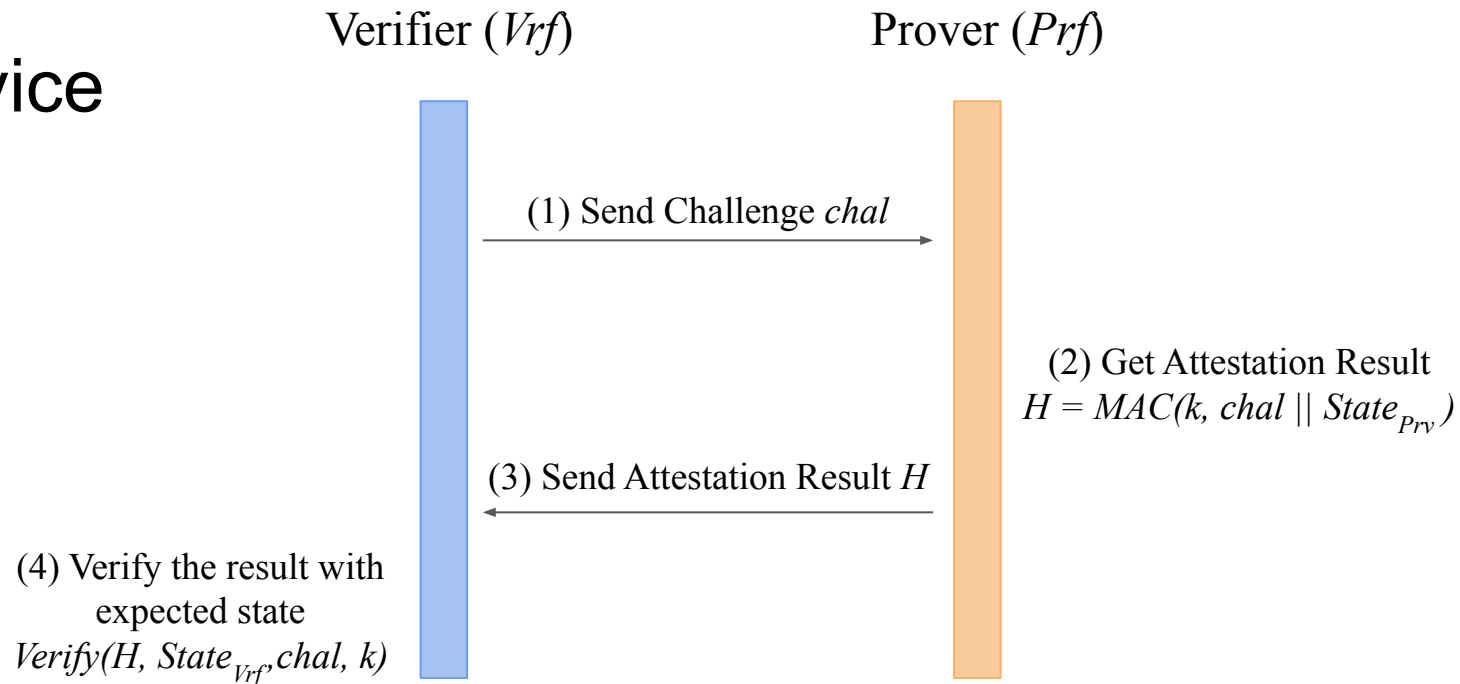 Verifier (Vrf)
Prover (Prf)
vice
(1) Send Challenge chal
(2) Get Attestation Result
H = MAC(k, chal || State_Prv )
(3) Send Attestation Result H
(4) Verify the result with
expected state
Verify(H, State_Vrf,chal, k)